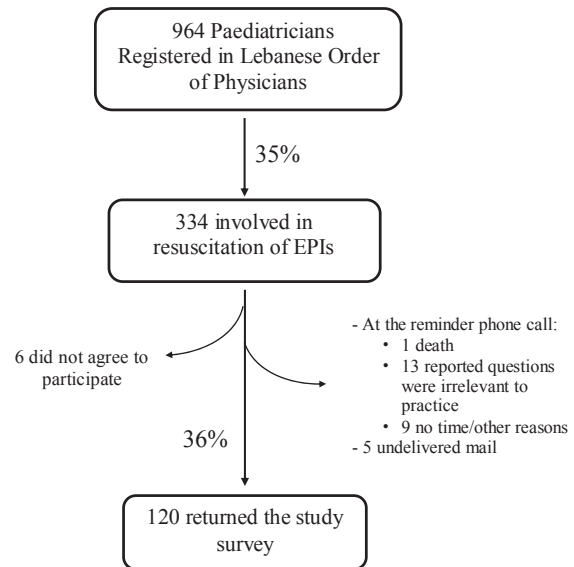 964 Paediatricians
Registered in Lebanese Order
of Physicians
35%
334 involved in
resuscitation of EPIs
6 did not agree to
participate
- At the reminder phone call:
• 1 death
• 13 reported questions
were irrelevant to
practice
• 9 no time/other reasons
- 5 undelivered mail
36%
120 returned the study
survey